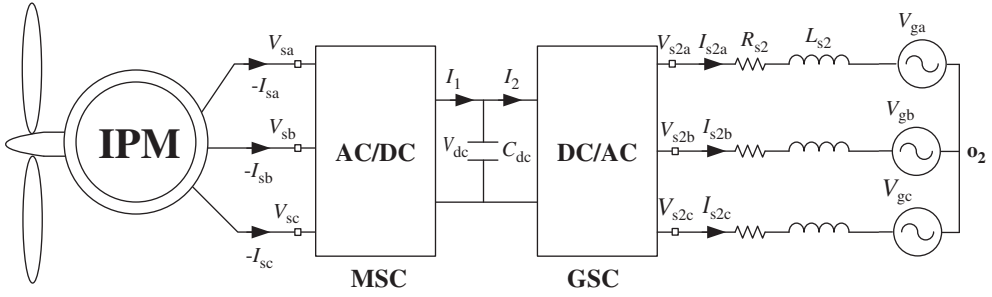 V_ga
V_sa
V_s2a I_s2a R_s2 L_s2
-I_sa
I_1 I_2
V_gb
IPM
V_sb
AC/DC
V_dc
C_dc
DC/AC
V_s2b I_s2b
o_2
-I_sb
V_gc
V_sc
V_s2c I_s2c
-I_sc
MSC
GSC